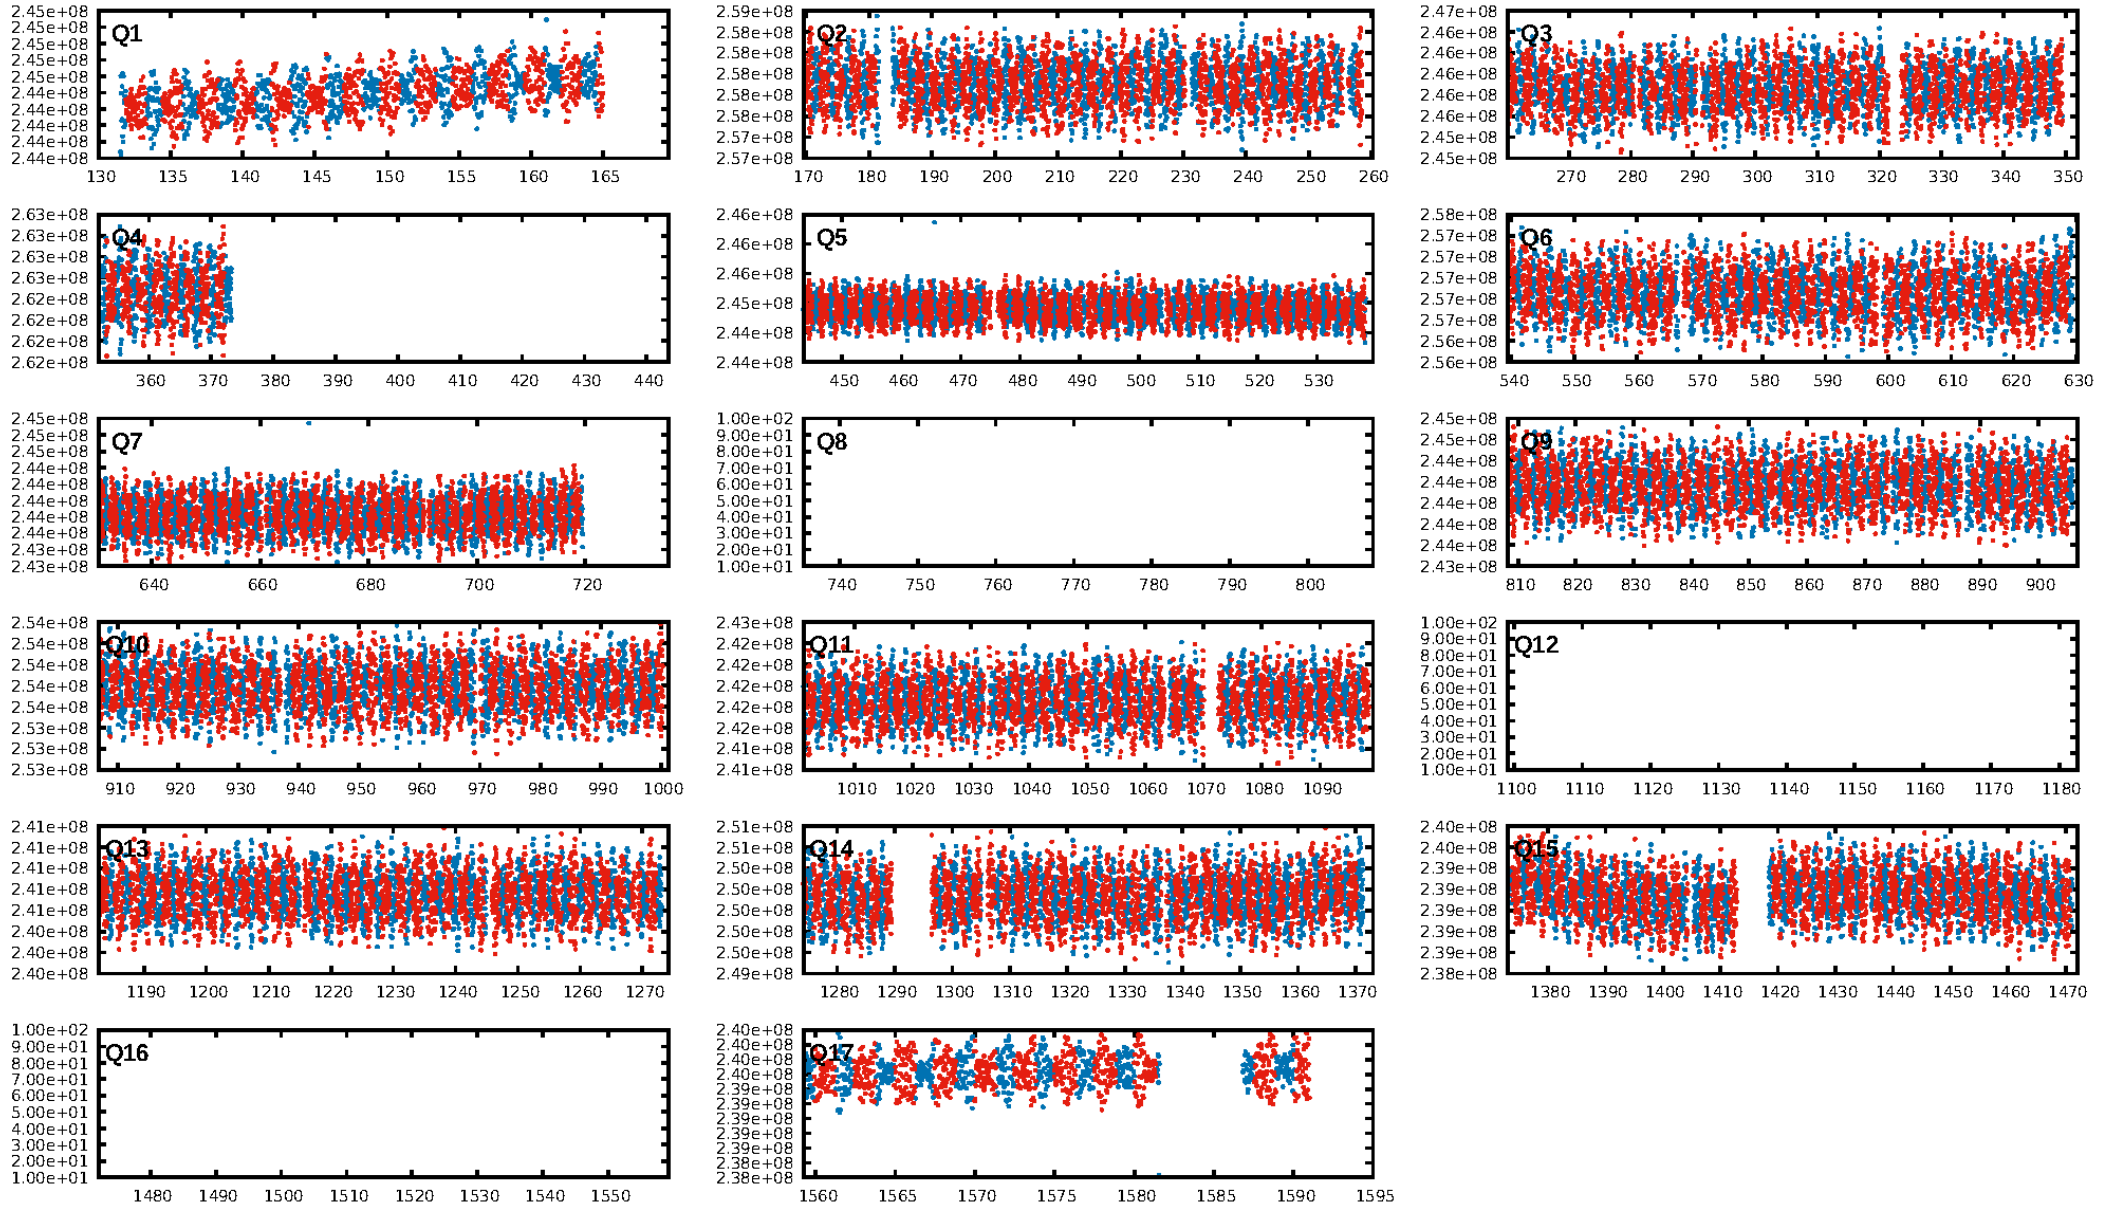 2.45e+08
2.45e+08
2.45e+08
2.45e+08
2.45e+08
2.44e+08
2.44e+08
2.44e+08
2.44e+08
2.44e+08
Q1
130 135 140 145 150 155 160 165
2.59e+08
2.58e+08
2.58e+08
2.58e+08
2.58e+08
2.58e+08
2.57e+08
2.57e+08
Q2
170 180 190 200 210 220 230 240 250 260
2.47e+08
2.46e+08
2.46e+08
2.46e+08
2.46e+08
2.46e+08
2.45e+08
2.45e+08
Q3
270 280 290 300 310 320 330 340 350
2.63e+08
2.63e+08
2.63e+08
2.63e+08
2.62e+08
2.62e+08
2.62e+08
2.62e+08
Q4
360 370 380 390 400 410 420 430 440
2.46e+08
2.46e+08
2.46e+08
2.45e+08
2.44e+08
2.44e+08
Q5
450 460 470 480 490 500 510 520 530
2.58e+08
2.57e+08
2.57e+08
2.57e+08
2.57e+08
2.57e+08
2.56e+08
2.56e+08
Q6
540 550 560 570 580 590 600 610 620 630
2.45e+08
2.45e+08
2.45e+08
2.44e+08
2.44e+08
2.44e+08
2.44e+08
2.44e+08
2.43e+08
2.43e+08
Q7
640 660 680 700 720
1.00e+02
9.00e+01
8.00e+01
7.00e+01
6.00e+01
5.00e+01
4.00e+01
3.00e+01
2.00e+01
1.00e+01
Q8
740 750 760 770 780 790 800
2.45e+08
2.45e+08
2.44e+08
2.44e+08
2.44e+08
2.44e+08
2.44e+08
2.43e+08
Q9
810 820 830 840 850 860 870 880 890 900
2.54e+08
2.54e+08
2.54e+08
2.54e+08
2.54e+08
2.53e+08
2.53e+08
2.53e+08
Q10
910 920 930 940 950 960 970 980 990 1000
2.43e+08
2.42e+08
2.42e+08
2.42e+08
2.42e+08
2.42e+08
2.41e+08
2.41e+08
Q11
1010 1020 1030 1040 1050 1060 1070 1080 1090
1.00e+02
9.00e+01
8.00e+01
7.00e+01
6.00e+01
5.00e+01
4.00e+01
3.00e+01
2.00e+01
1.00e+01
Q12
1100 1110 1120 1130 1140 1150 1160 1170 1180
2.41e+08
2.41e+08
2.41e+08
2.41e+08
2.41e+08
2.40e+08
2.40e+08
2.40e+08
Q13
1190 1200 1210 1220 1230 1240 1250 1260 1270
2.51e+08
2.51e+08
2.50e+08
2.50e+08
2.50e+08
2.50e+08
2.50e+08
2.49e+08
Q14
1280 1290 1300 1310 1320 1330 1340 1350 1360 1370
2.40e+08
2.40e+08
2.39e+08
2.39e+08
2.39e+08
2.39e+08
2.39e+08
2.38e+08
Q15
1380 1390 1400 1410 1420 1430 1440 1450 1460 1470
1.00e+02
9.00e+01
8.00e+01
7.00e+01
6.00e+01
5.00e+01
4.00e+01
3.00e+01
2.00e+01
1.00e+01
Q16
1480 1490 1500 1510 1520 1530 1540 1550
2.40e+08
2.40e+08
2.40e+08
2.40e+08
2.39e+08
2.39e+08
2.39e+08
2.39e+08
2.39e+08
2.38e+08
2.38e+08
Q17
1560 1565 1570 1575 1580 1585 1590 1595